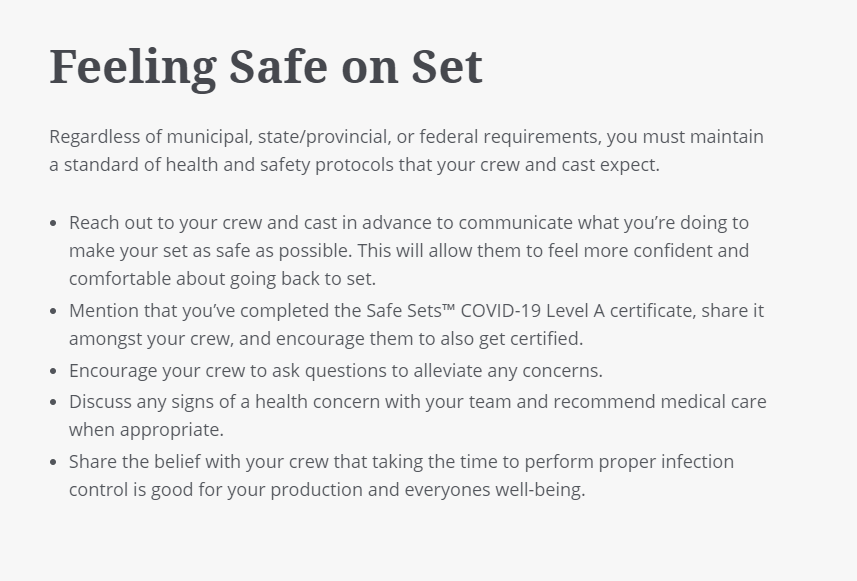 Feeling Safe on Set
Regardless of municipal, state/provincial, or federal requirements, you must maintain
a standard of health and safety protocols that your crew and cast expect.
• Reach out to your crew and cast in advance to communicate what you’re doing to
make your set as safe as possible. This will allow them to feel more confident and
comfortable about going back to set.
• Mention that you’ve completed the Safe Sets™ COVID-19 Level A certificate, share it
amongst your crew, and encourage them to also get certified.
• Encourage your crew to ask questions to alleviate any concerns.
• Discuss any signs of a health concern with your team and recommend medical care
when appropriate.
• Share the belief with your crew that taking the time to perform proper infection
control is good for your production and everyones well-being.